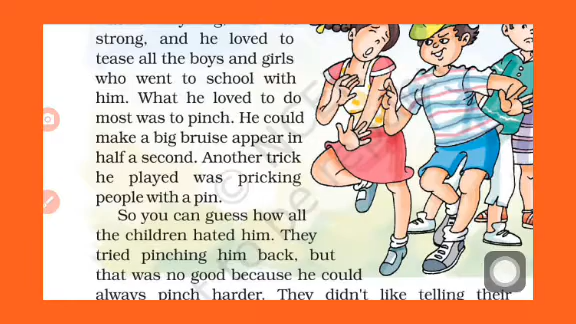 strong, and he loved to
tease all the boys and girls
who went to school with
him. What he loved to do
most was to pinch. He could
make a big bruise appear in
half a second. Another trick
he played was pricking
people with a pin.
So you can guess how all
the children hated him. They
tried pinching him back, but
that was no good because he could
always pinch harder. They didn't like telling their